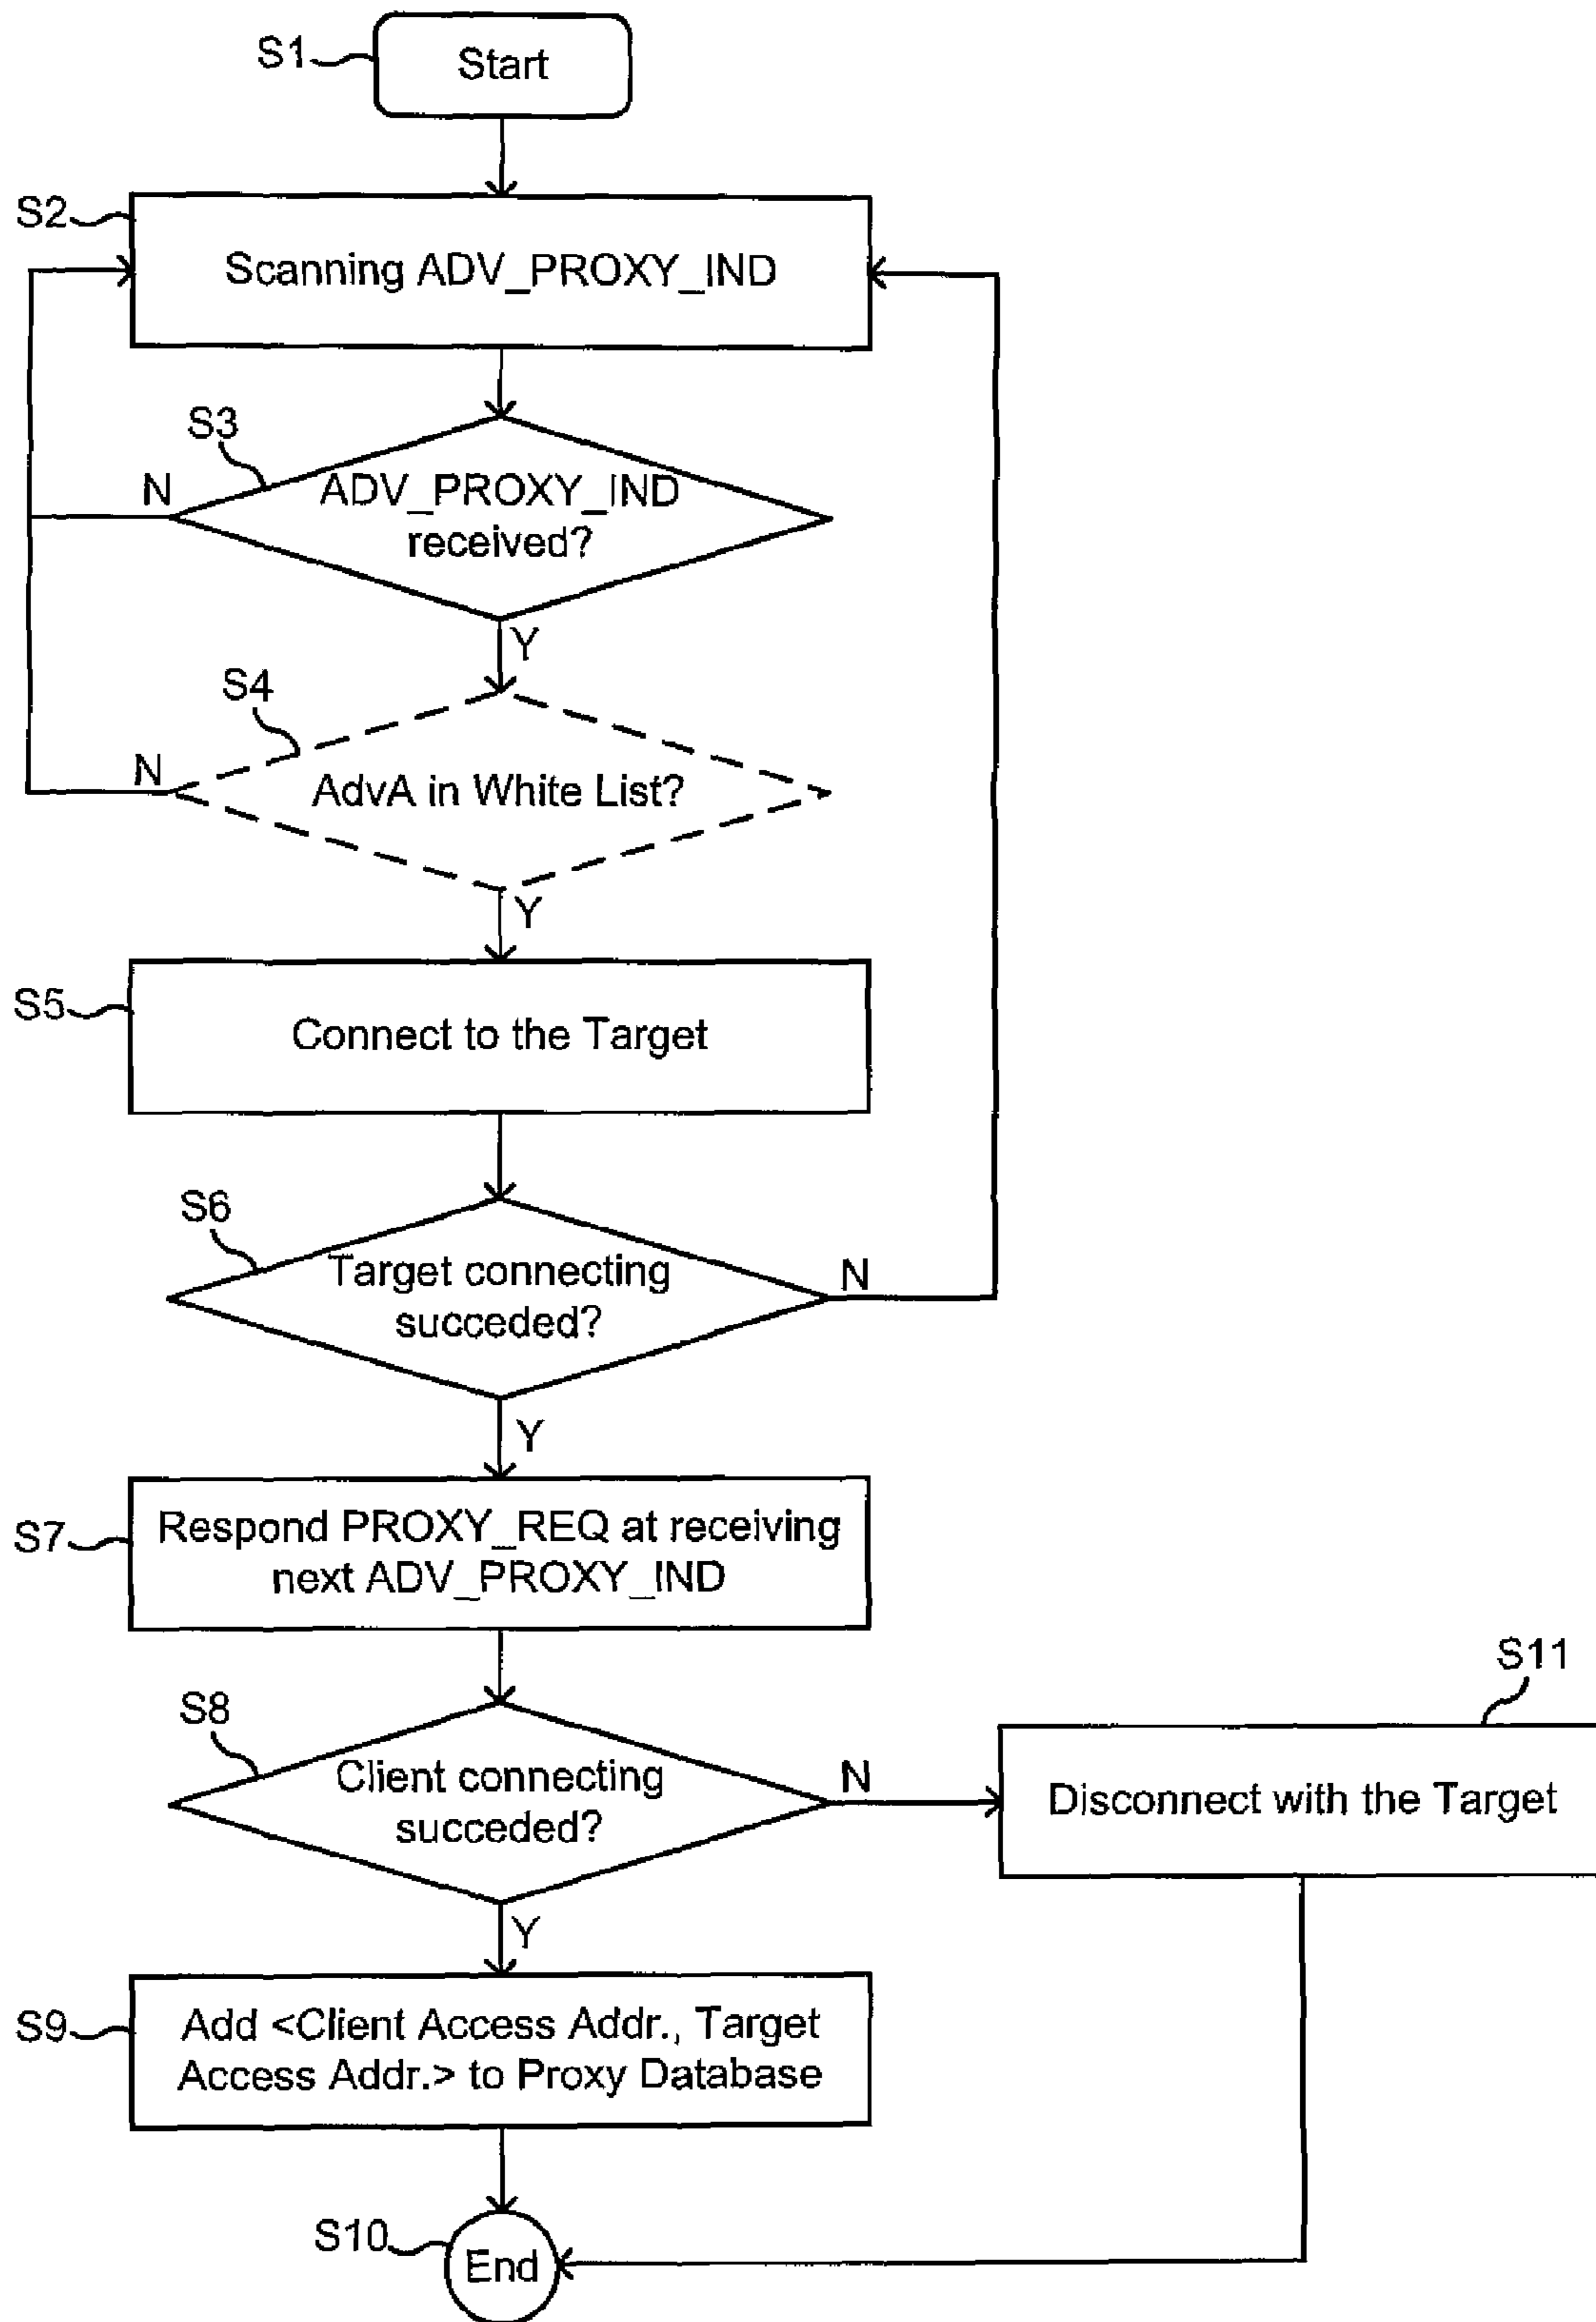 S1
Start
S2
Scanning ADV_PROXY_IND
S3
N
ADV_PROXY_IND
received?
Y
S4
N
AdvA in White List?
Y
S5
Connect to the Target
S6
Target connecting
succeded?
N
Y
S7
Respond PROXY_REQ at receiving
next ADV_PROXY_IND
S8
Client connecting
succeded?
N
S11
Disconnect with the Target
Y
S9
Add <Client Access Addr., Target
Access Addr.> to Proxy Database
S10
End